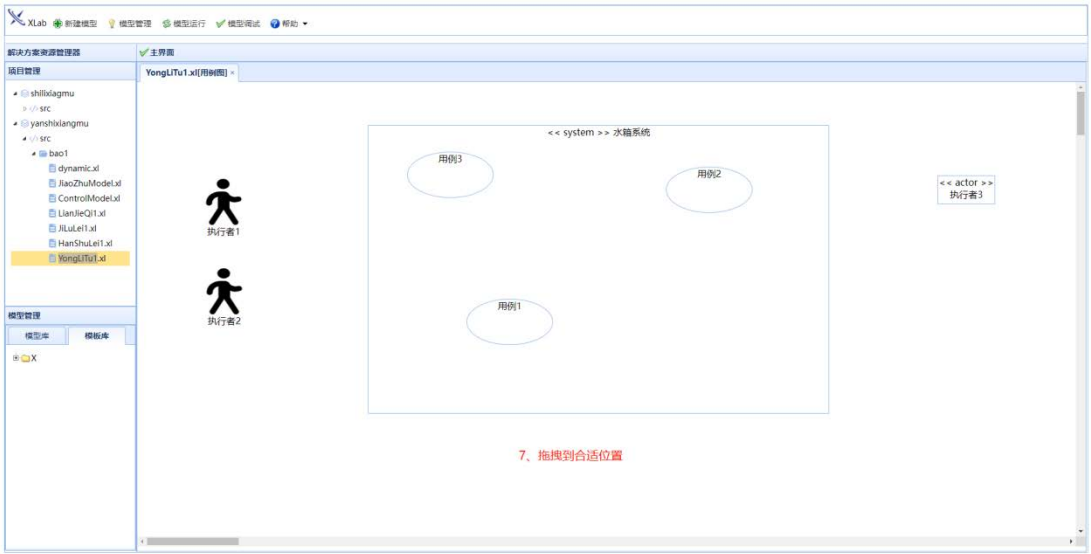 XLab 新建模型 模型管理 模型运行 模型调试 帮助
解决方案资源管理器
主界面
项目管理
YongLiTu1.xl[用例图] ×
shilixiagmu
src
yanshixiangmu
src
bao1
dynamic.xl
JiaoZhuModel.xl
ControlModel.xl
LianJieQi1.xl
JiLuLei1.xl
HanShuLei1.xl
YongLiTu1.xl
模型管理
模型库 模板库
X
<< system >> 水箱系统
用例3
用例2
用例1
执行者1
执行者2
<< actor >>
执行者3
7、拖拽到合适位置